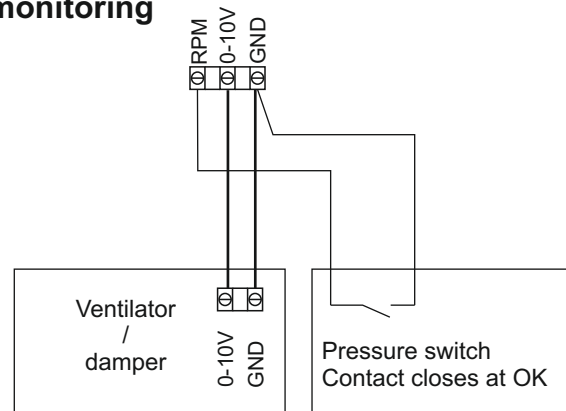 monitoring
RPM
0-10V
GND
Ventilator
/
damper
0-10V
GND
Pressure switch
Contact closes at OK